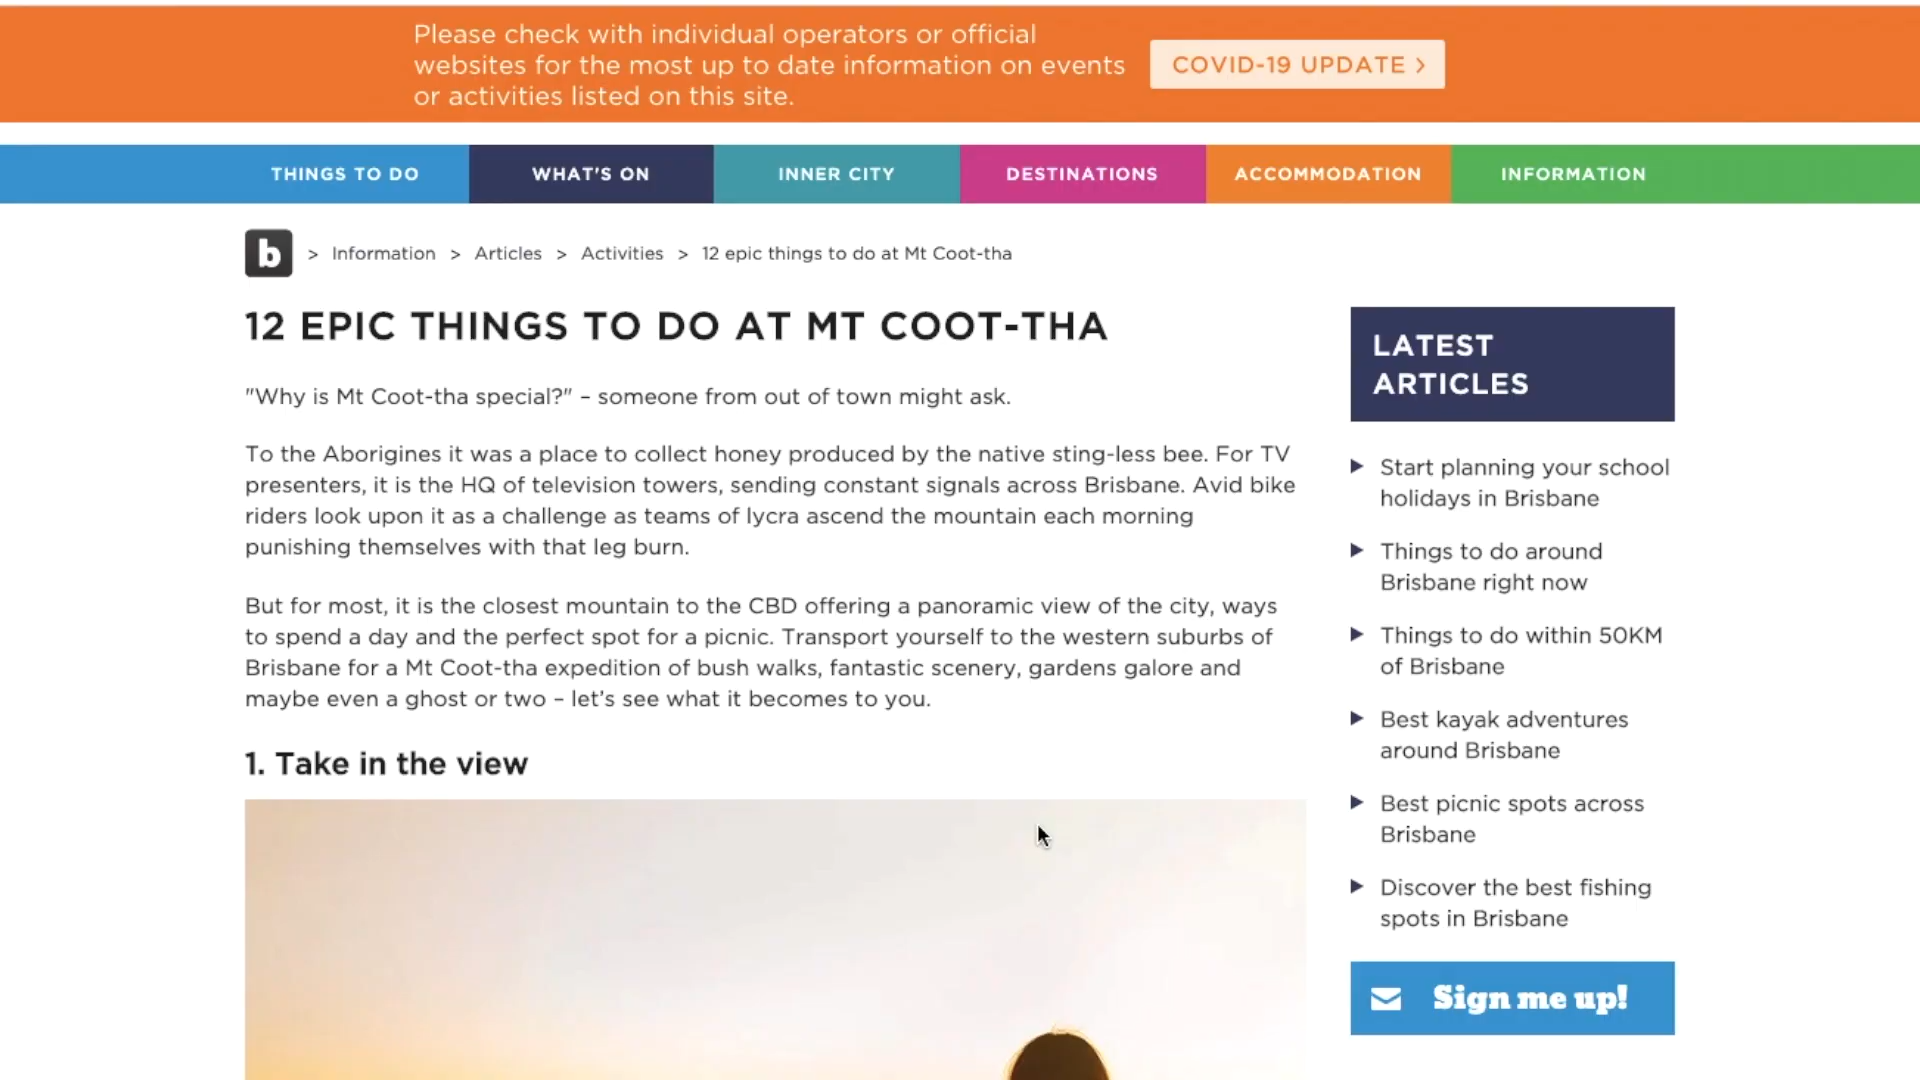 Please check with individual operators or official
websites for the most up to date information on events
or activities listed on this site.
COVID-19 UPDATE >
THINGS TO DO
WHAT'S ON
INNER CITY
DESTINATIONS
ACCOMMODATION
INFORMATION
b > Information > Articles > Activities > 12 epic things to do at Mt Coot-tha
12 EPIC THINGS TO DO AT MT COOT-THA
"Why is Mt Coot-tha special?" – someone from out of town might ask.
To the Aborigines it was a place to collect honey produced by the native sting-less bee. For TV
presenters, it is the HQ of television towers, sending constant signals across Brisbane. Avid bike
riders look upon it as a challenge as teams of lycra ascend the mountain each morning
punishing themselves with that leg burn.
But for most, it is the closest mountain to the CBD offering a panoramic view of the city, ways
to spend a day and the perfect spot for a picnic. Transport yourself to the western suburbs of
Brisbane for a Mt Coot-tha expedition of bush walks, fantastic scenery, gardens galore and
maybe even a ghost or two – let’s see what it becomes to you.
1. Take in the view
LATEST
ARTICLES
Start planning your school
holidays in Brisbane
Things to do around
Brisbane right now
Things to do within 50KM
of Brisbane
Best kayak adventures
around Brisbane
Best picnic spots across
Brisbane
Discover the best fishing
spots in Brisbane
Sign me up!